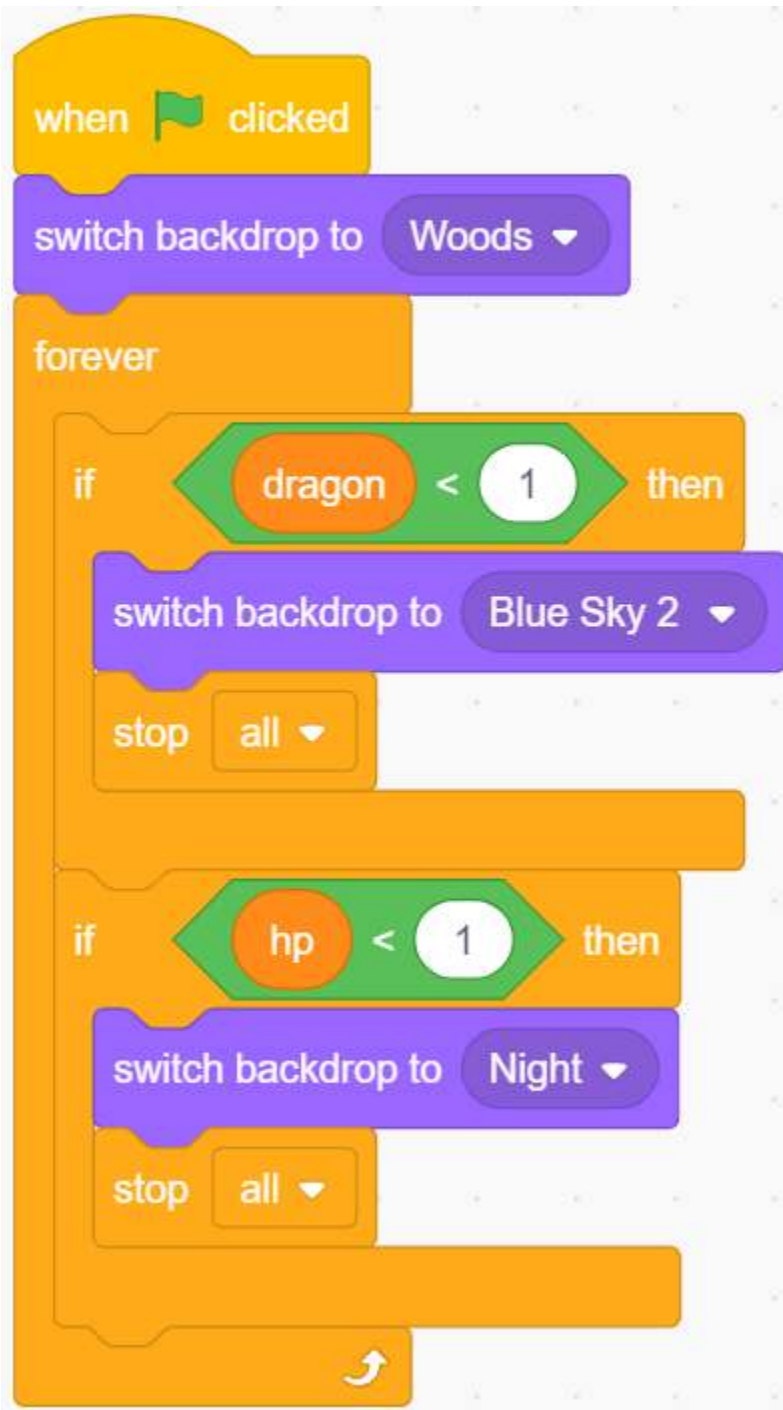 when clicked
switch backdrop to Woods
forever
if dragon < 1 then
switch backdrop to Blue Sky 2
stop all
if hp < 1 then
switch backdrop to Night
stop all